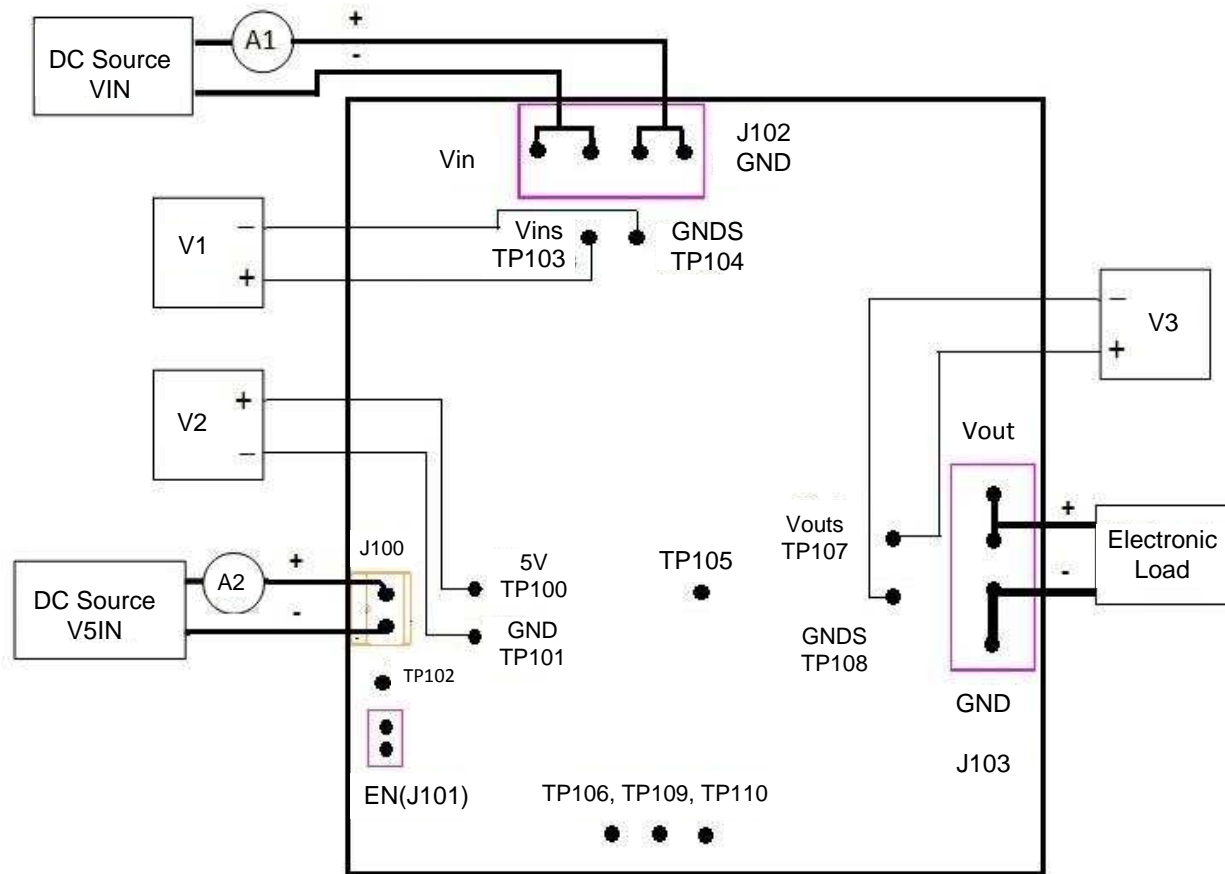 +
A1
-
DC Source
VIN
J102
GND
Vin
Vins
TP103
GNDS
TP104
−
V1
+
−
V3
+
+
V2
−
Vout
J100
+
A2
-
DC Source
V5IN
5V
TP100
GND
TP101
TP102
TP105
Vouts
TP107
GNDS
TP108
+
-
Electronic
Load
GND
J103
EN(J101)
TP106, TP109, TP110